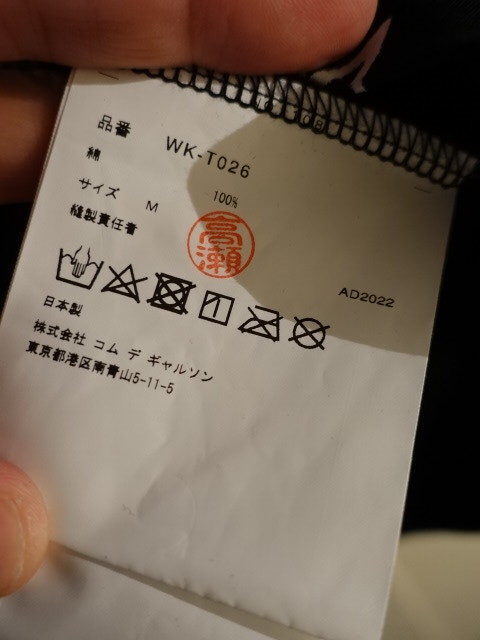 品番 WK-T026
綿 100%
サイズ M
縫製責任者 高瀬
AD2022
日本製
株式会社 コム デ ギャルソン
東京都港区南青山5-11-5